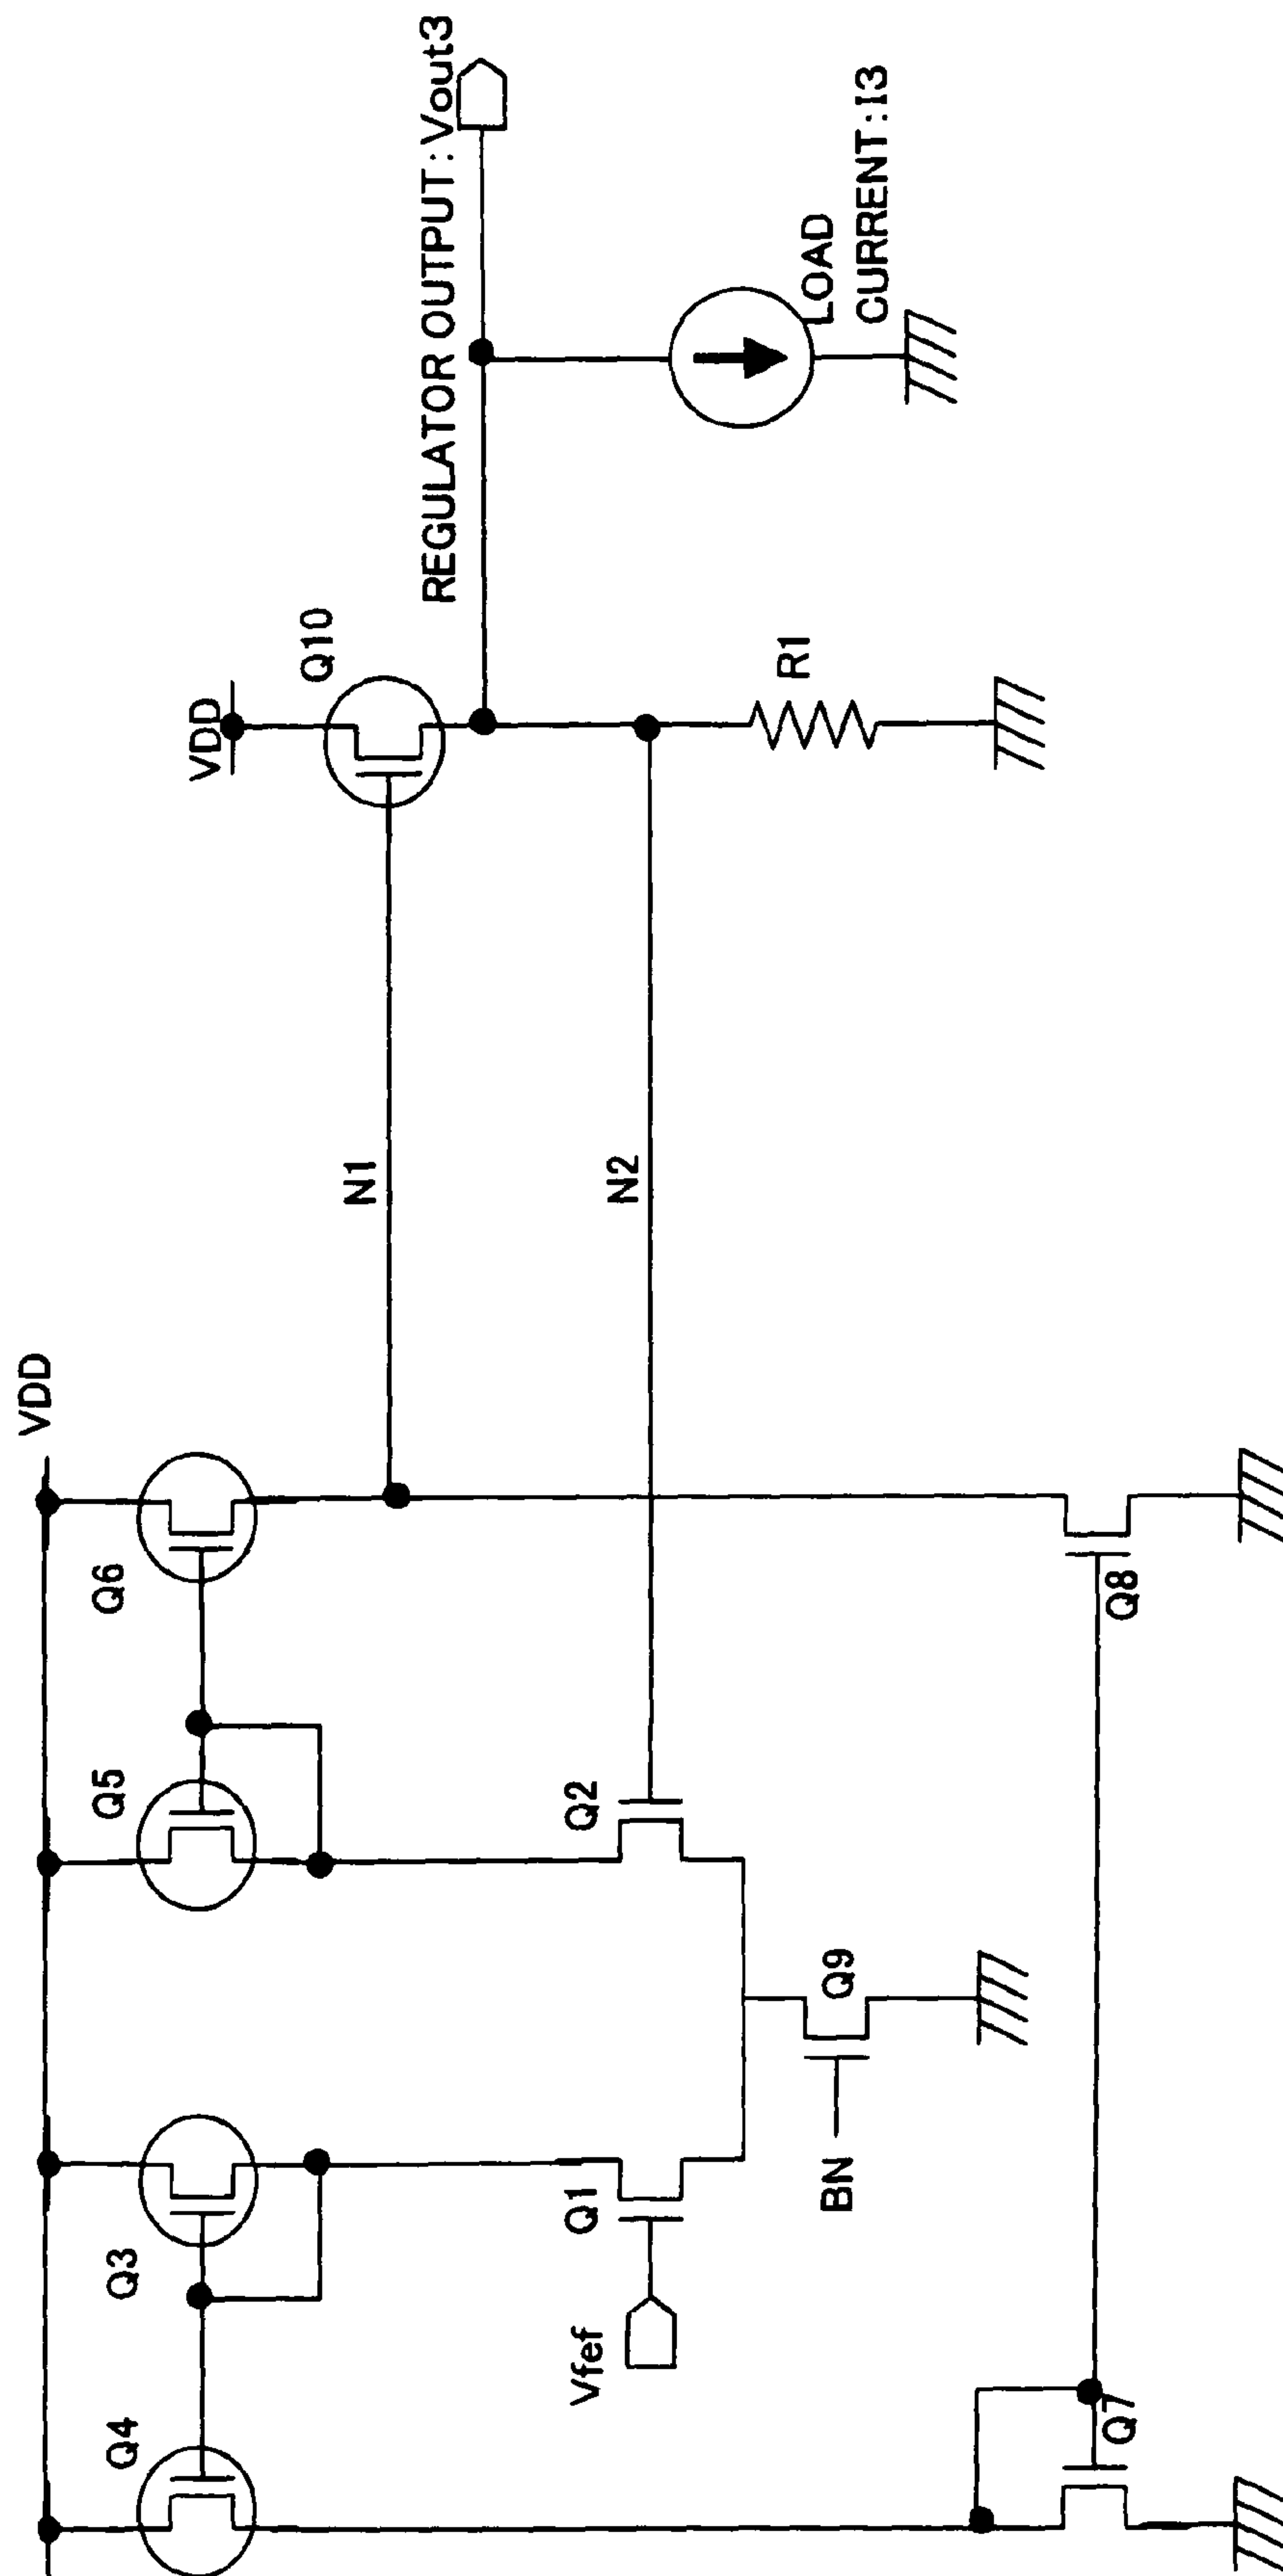 VDD
Q4
Q3
Q5
Q6
N1
VDD
Q10
REGULATOR OUTPUT:Vout3
Vfef
Q1
Q2
N2
R1
LOAD
CURRENT:I3
BN
Q9
Q7
Q8